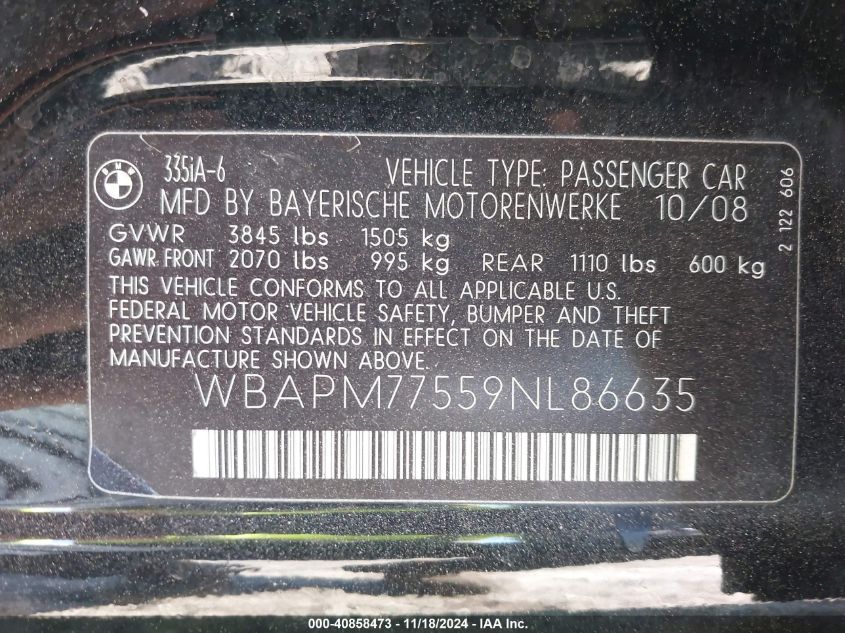 BMW
335iA-6
VEHICLE TYPE: PASSENGER CAR
MFD BY BAYERISCHE MOTORENWERKE 10/08
GVWR 3845 lbs 1505 kg
GAWR FRONT 2070 lbs 995 kg REAR 1110 lbs 600 kg
THIS VEHICLE CONFORMS TO ALL APPLICABLE U.S.
FEDERAL MOTOR VEHICLE SAFETY, BUMPER AND THEFT
PREVENTION STANDARDS IN EFFECT ON THE DATE OF
MANUFACTURE SHOWN ABOVE.
WBAPM77559NL86635
2 122 606
000-40858473 - 11/18/2024 - IAA Inc.